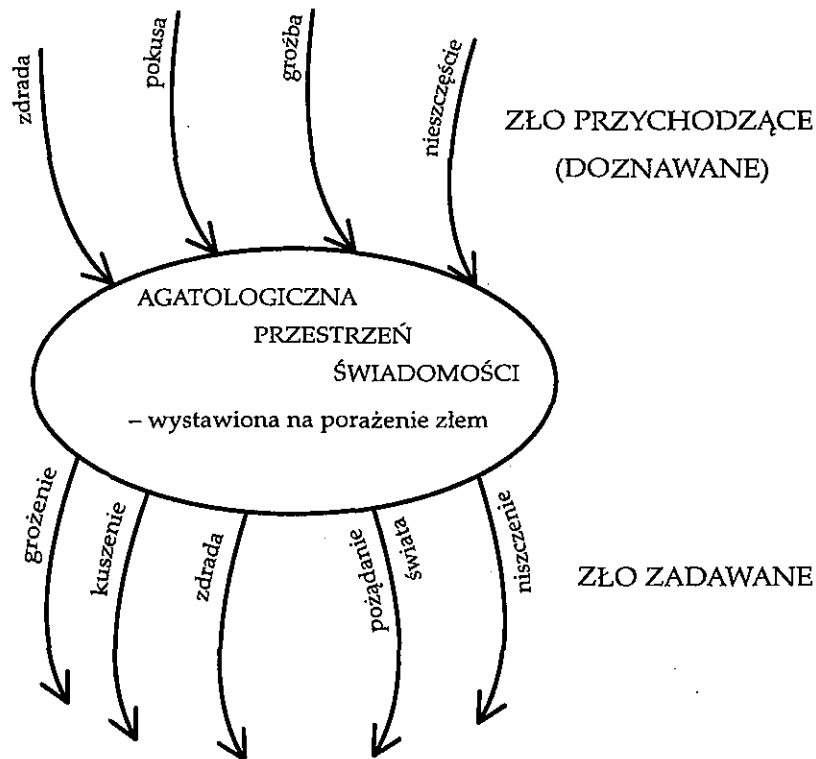 zdrada
pokusa
groźba
nieszczęście
ZŁO PRZYCHODZĄCE
(DOZNAWANE)
AGATOLOGICZNA
PRZESTRZEŃ
ŚWIADOMOŚCI
– wystawiona na porażenie złem
grożenie
kuszenie
zdrada
pożądanie
świata
niszczenie
ZŁO ZADAWANE